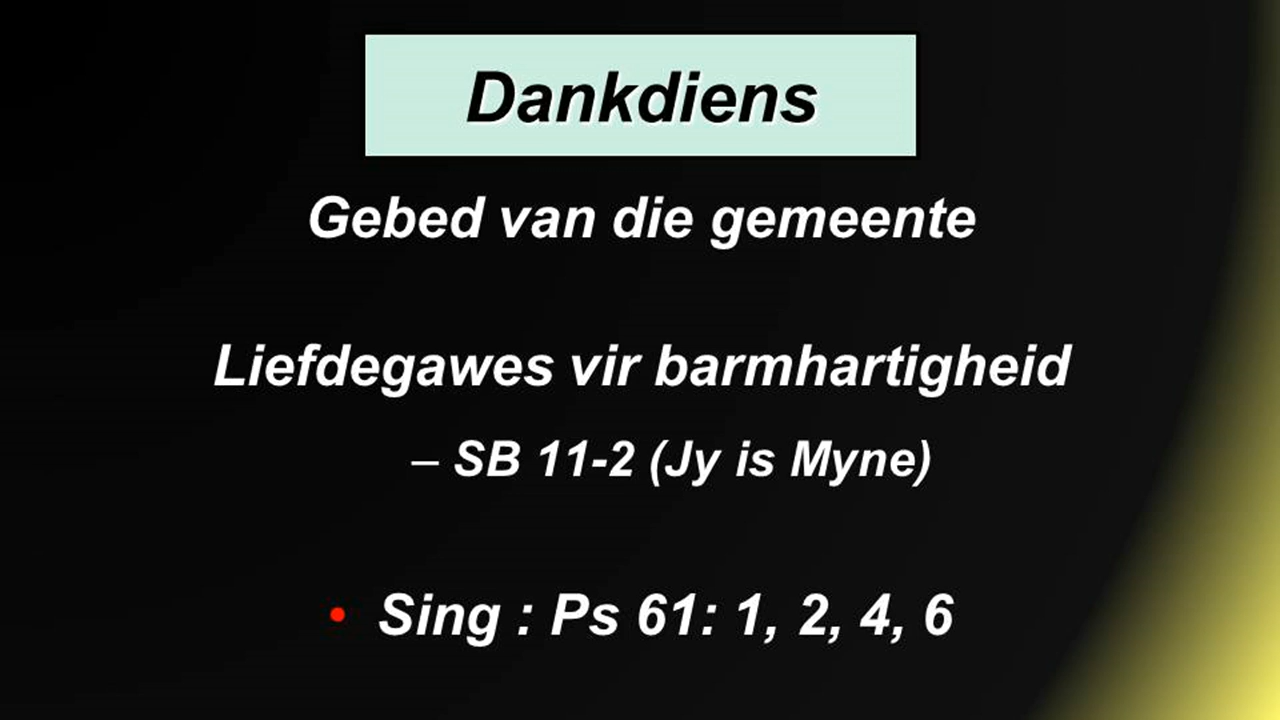 Dankdiens
Gebed van die gemeente
Liefdegawes vir barmhartigheid
– SB 11-2 (Jy is Myne)
• Sing : Ps 61: 1, 2, 4, 6